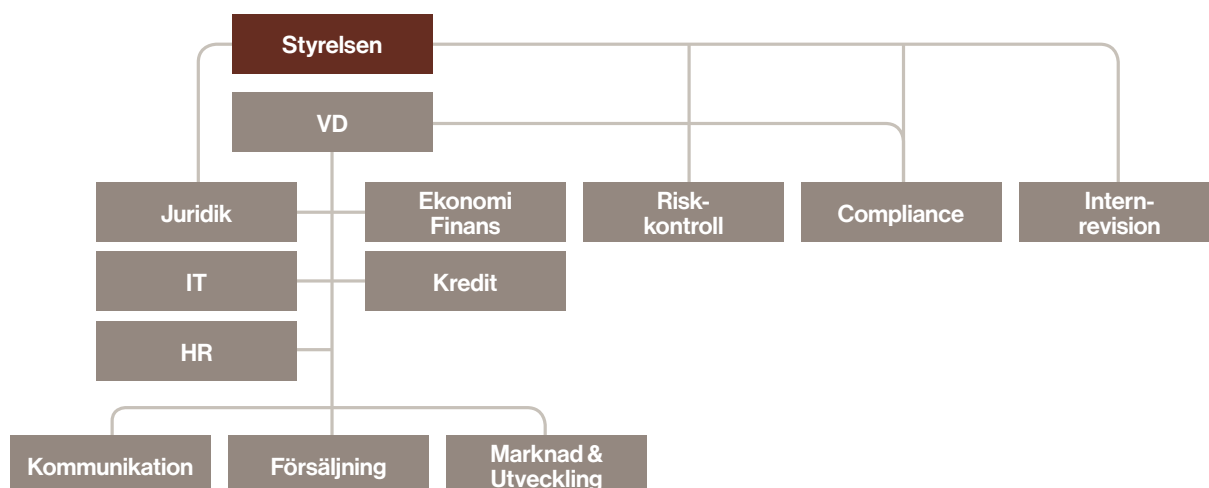 Styrelsen
VD
Juridik
Ekonomi
Finans
Risk-
kontroll
Compliance
Intern-
revision
IT
Kredit
HR
Kommunikation
Försäljning
Marknad &
Utveckling